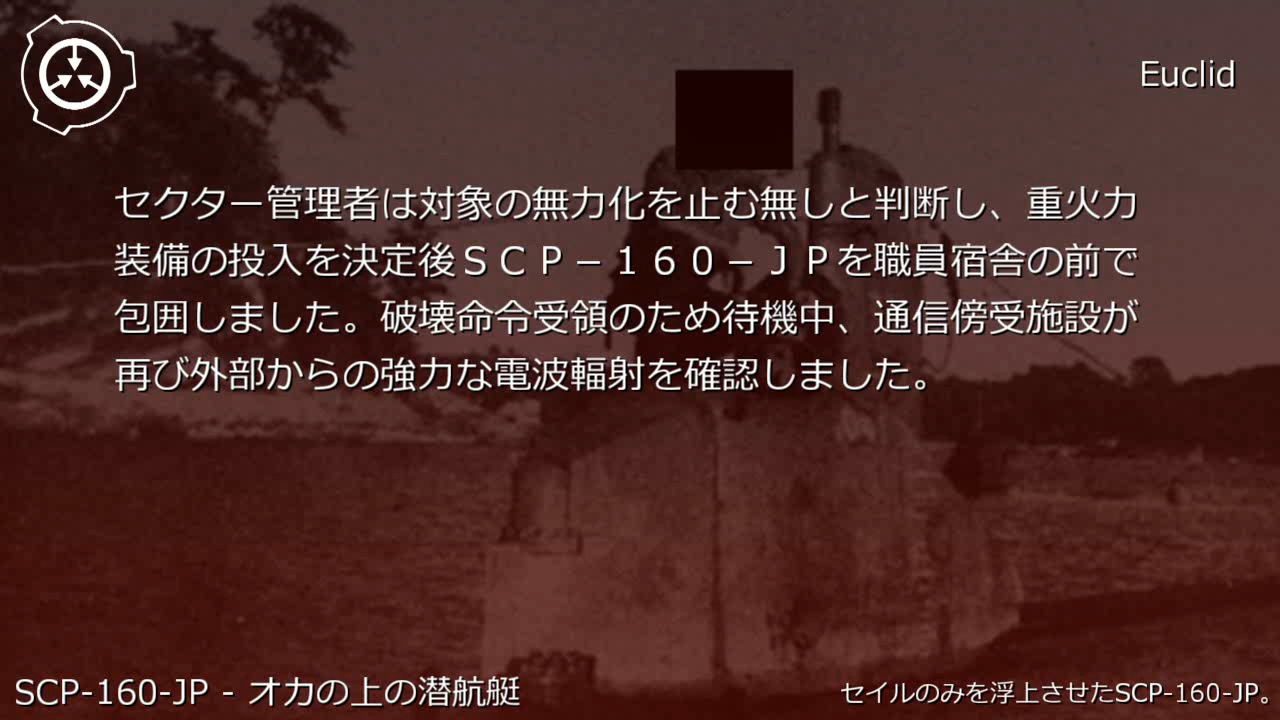 Euclid
セクター管理者は対象の無力化を止む無しと判断し、重火力
装備の投入を決定後ＳＣＰ－１６０－ＪＰを職員宿舎の前で
包囲しました。破壊命令受領のため待機中、通信傍受施設が
再び外部からの強力な電波輻射を確認しました。
SCP-160-JP - オカの上の潜航艇
セイルのみを浮上させたSCP-160-JP。